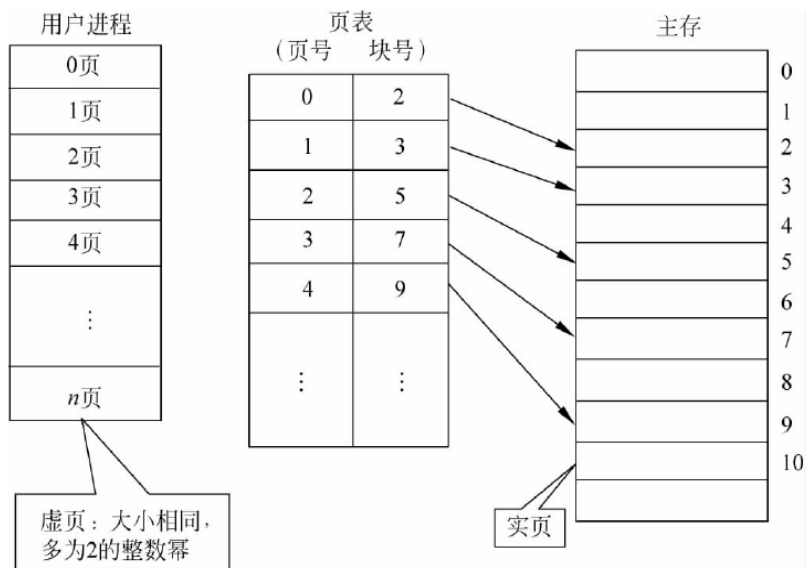 用户进程
0页
1页
2页
3页
4页
⋮
n页
虚页：大小相同，
多为2的整数幂
页表
（页号 块号）
0 2
1 3
2 5
3 7
4 9
⋮ ⋮
主存
0
1
2
3
4
5
6
7
8
9
10
实页